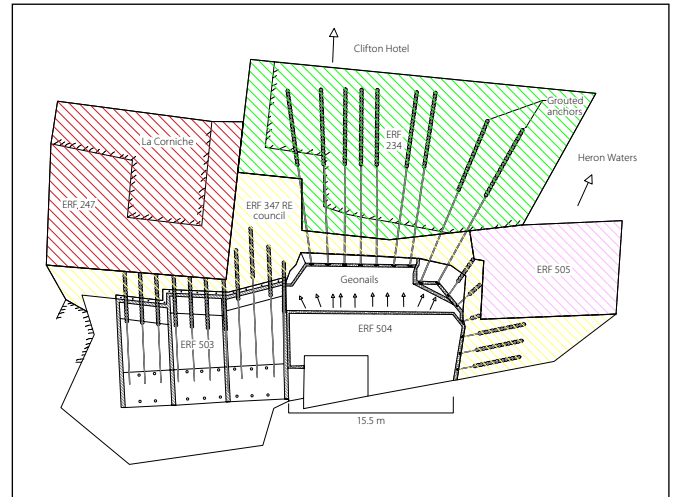 Clifton Hotel
Grouted
anchors
La Corniche
ERF
234
Heron Waters
ERF 247
ERF 347 RE
council
ERF 505
Geonails
ERF 504
ERF 503
15.5 m